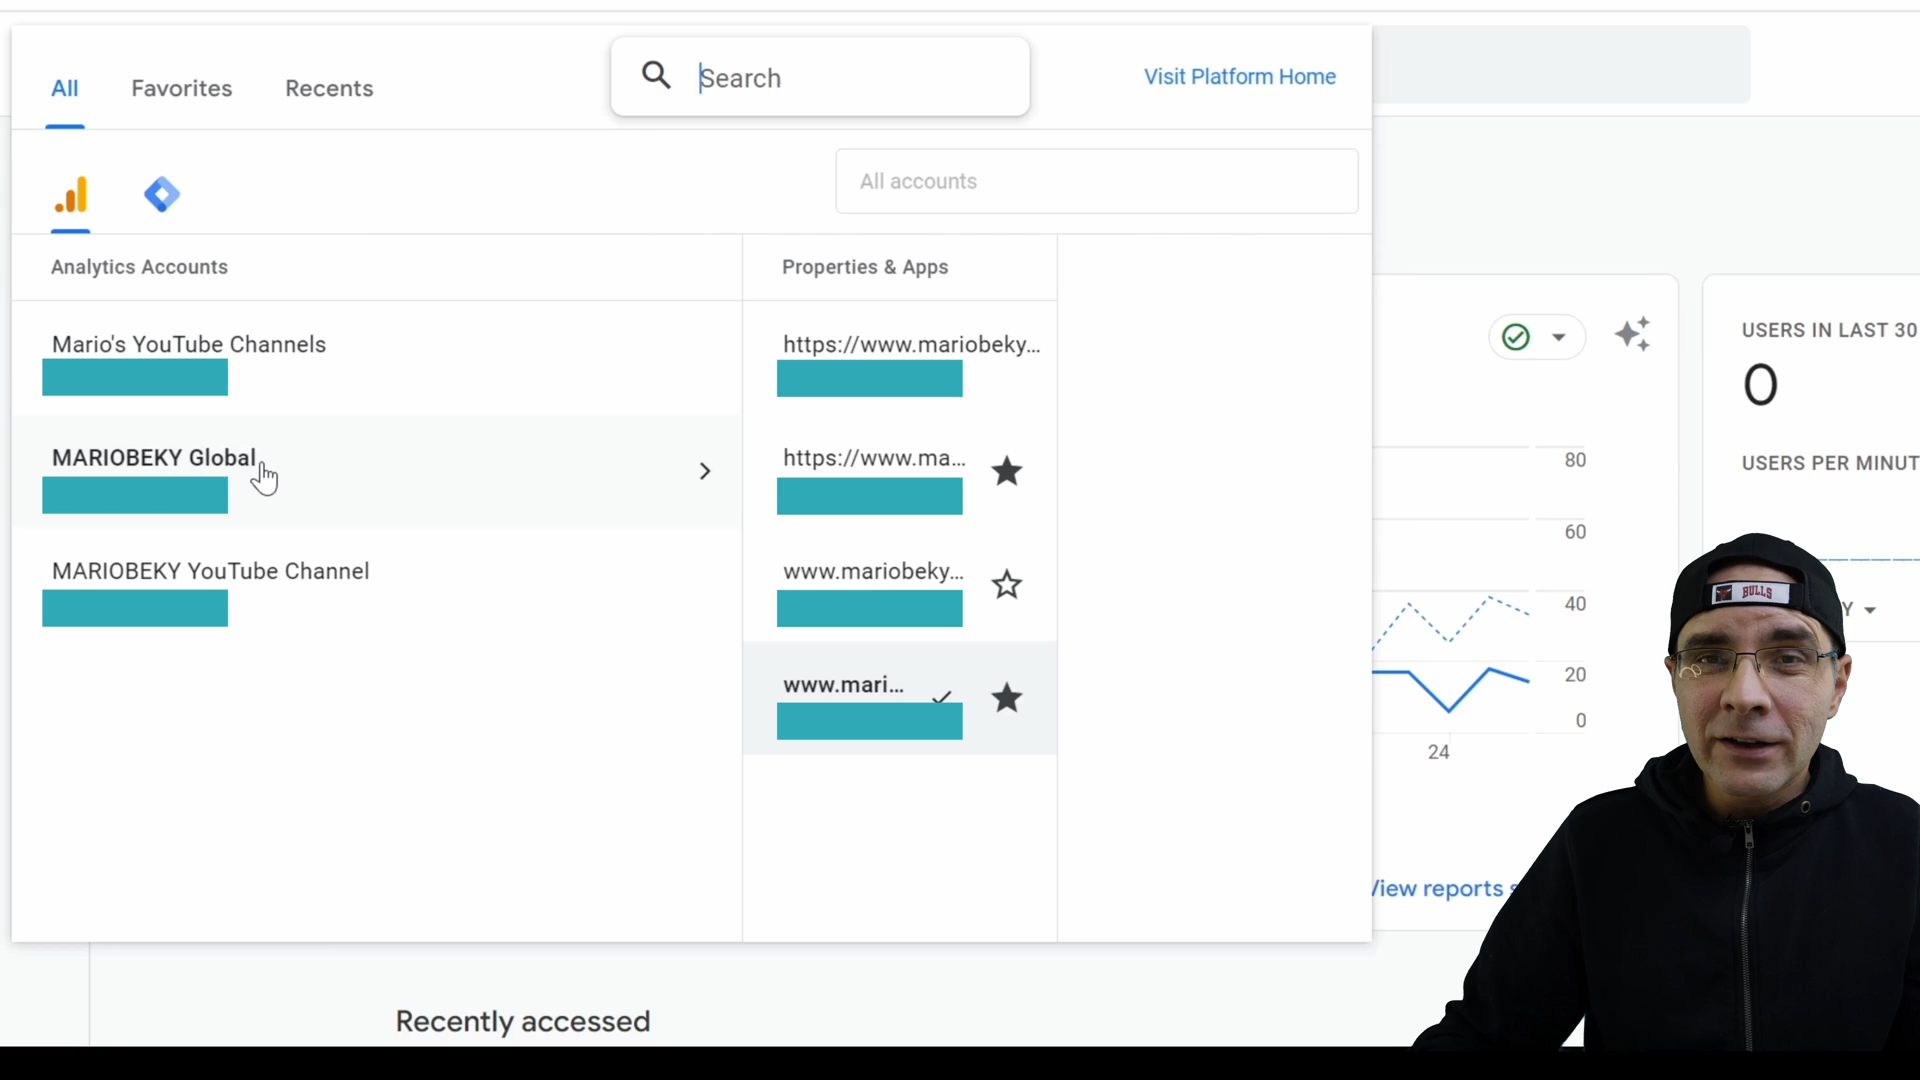 All Favorites Recents
Search
Visit Platform Home
All accounts
Analytics Accounts
Mario's YouTube Channels
MARIOBEKY Global
MARIOBEKY YouTube Channel
Properties & Apps
https://www.mariobeky...
https://www.ma...
www.mariobeky...
www.mari...
80
60
40
20
0
24
View reports s
USERS IN LAST 30
0
USERS PER MINUT
Y
BULLS
Recently accessed